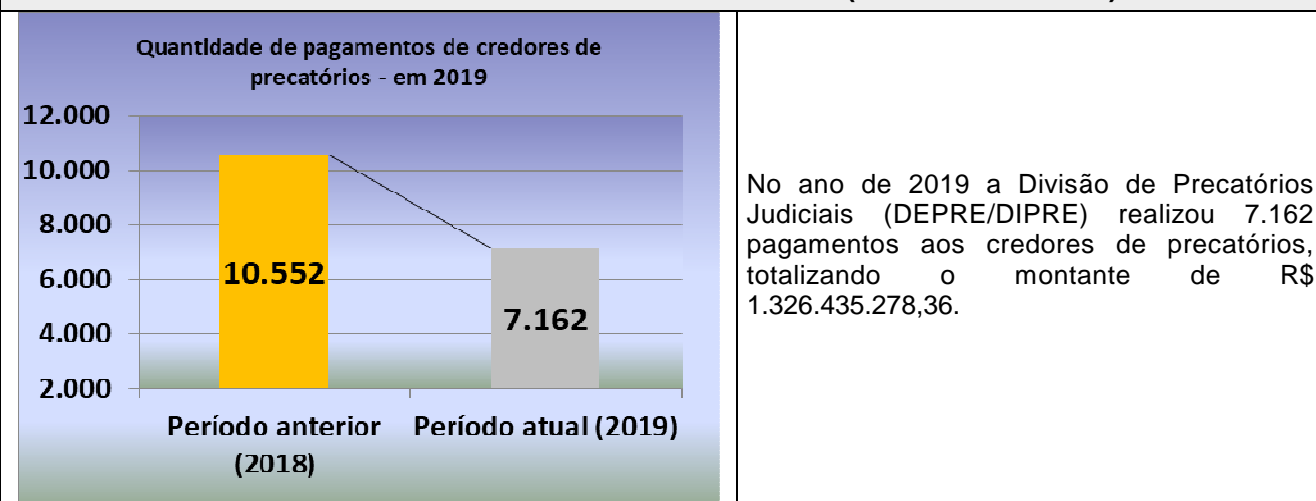 Quantidade de pagamentos de credores de
precatórios - em 2019
12.000
10.000
8.000
6.000
4.000
2.000
10.552
7.162
Período anterior
(2018)
Período atual (2019)
No ano de 2019 a Divisão de Precatórios
Judiciais (DEPRE/DIPRE) realizou 7.162
pagamentos aos credores de precatórios,
totalizando o montante de R$
1.326.435.278,36.